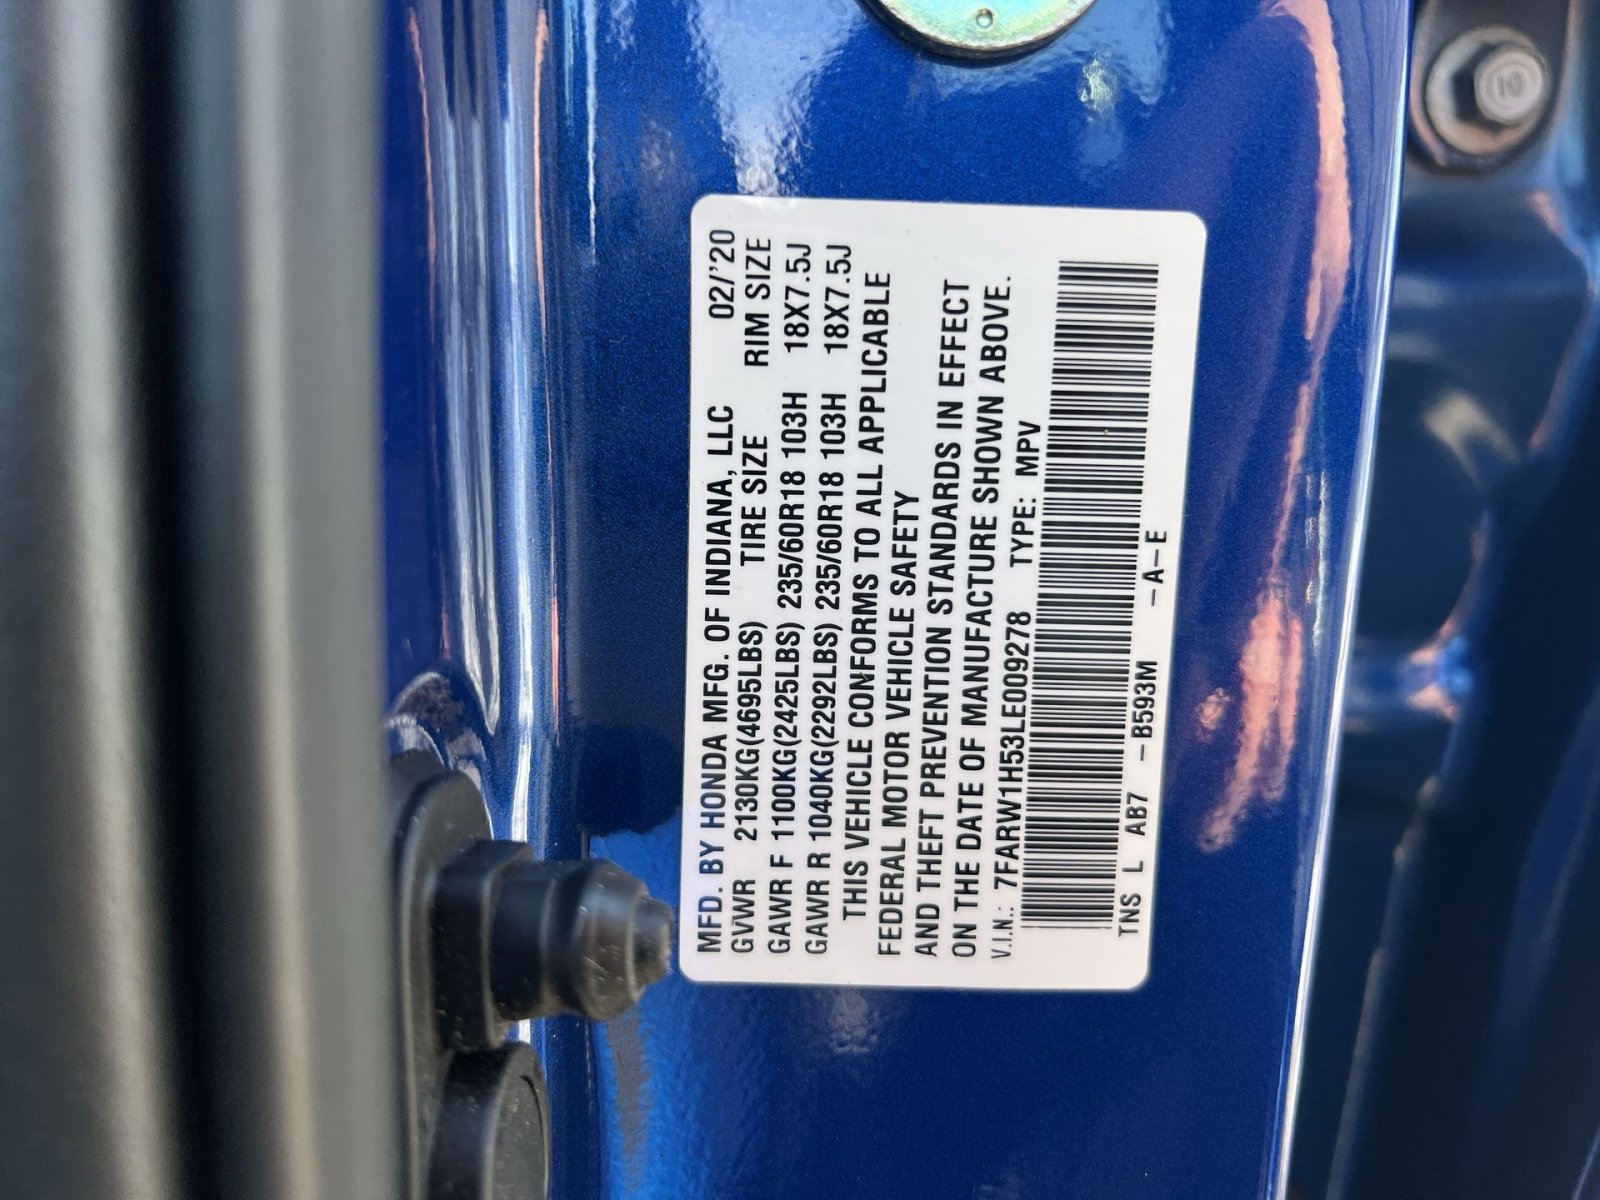 MFD. BY HONDA MFG. OF INDIANA, LLC 02/'20
GVWR 2130KG(4695LBS) TIRE SIZE RIM SIZE
GAWR F 1100KG(2425LBS) 235/60R18 103H 18X7.5J
GAWR R 1040KG(2292LBS) 235/60R18 103H 18X7.5J
THIS VEHICLE CONFORMS TO ALL APPLICABLE
FEDERAL MOTOR VEHICLE SAFETY
AND THEFT PREVENTION STANDARDS IN EFFECT
ON THE DATE OF MANUFACTURE SHOWN ABOVE.
V.I.N.: 7FARW1H53LE009278 TYPE: MPV
TNS L AB7 -B593M -A-E
10